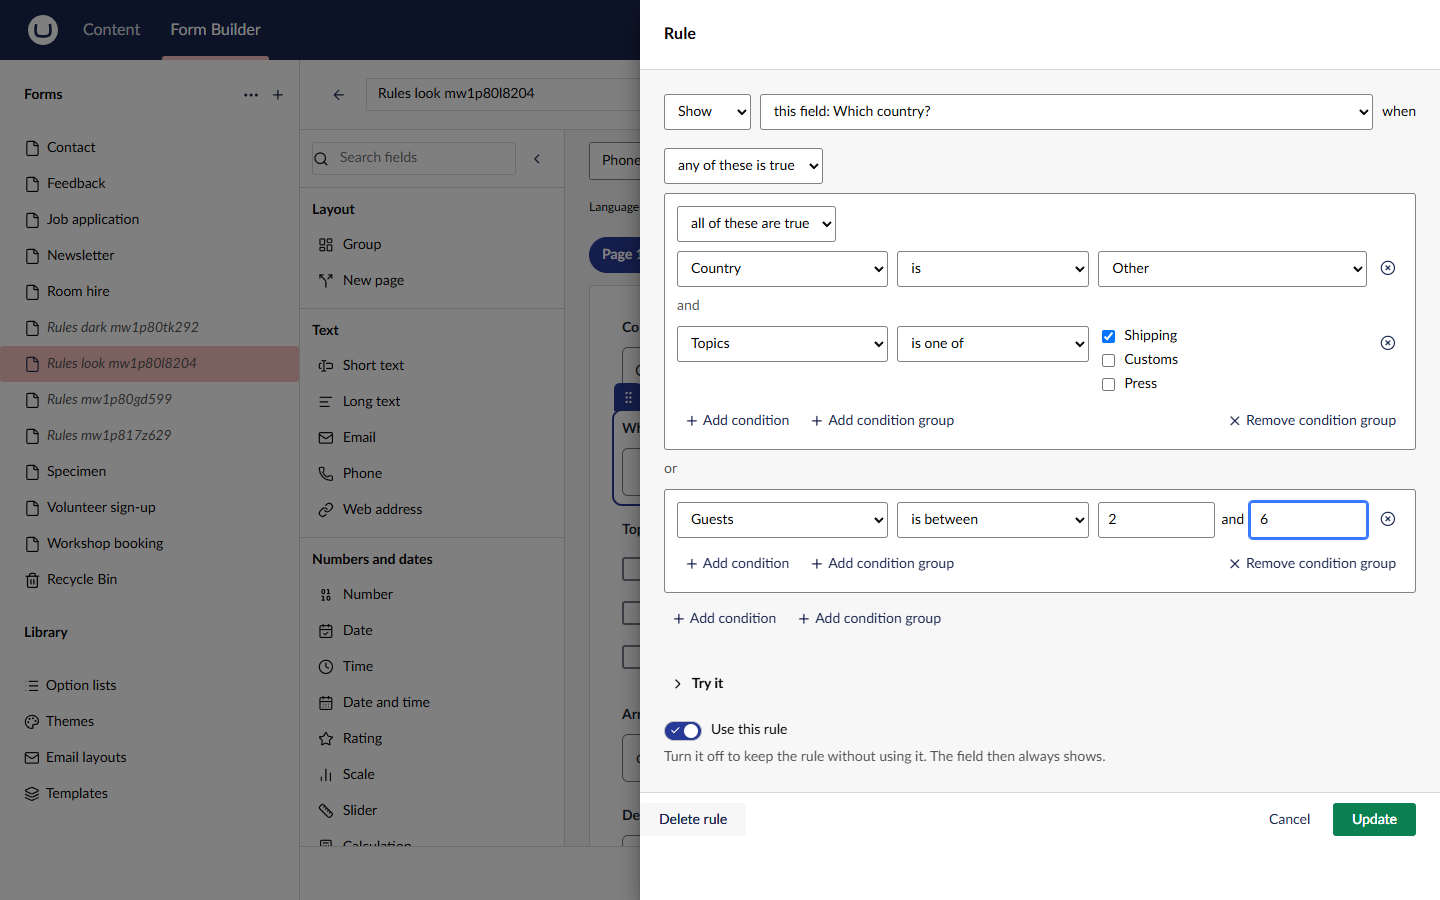 Content
Form Builder
Forms
Contact
Feedback
Job application
Newsletter
Room hire
Rules dark mw1p80tk292
Rules look mw1p80l8204
Rules mw1p80gd599
Rules mw1p817z629
Specimen
Volunteer sign-up
Workshop booking
Recycle Bin
Library
Option lists
Themes
Email layouts
Templates
Rules look mw1p80l8204
Search fields
Layout
Group
New page
Text
Short text
Long text
Email
Phone
Web address
Numbers and dates
Number
Date
Time
Date and time
Rating
Scale
Slider
Calculation
Phone
Language
Page 1
Co
Wh
Top
Arr
De
Rule
Show this field: Which country? when
any of these is true
all of these are true
Country is Other
and
Topics is one of Shipping
Customs
Press
+ Add condition + Add condition group Remove condition group
or
Guests is between 2 and 6
+ Add condition + Add condition group Remove condition group
+ Add condition + Add condition group
Try it
Use this rule
Turn it off to keep the rule without using it. The field then always shows.
Delete rule Cancel Update